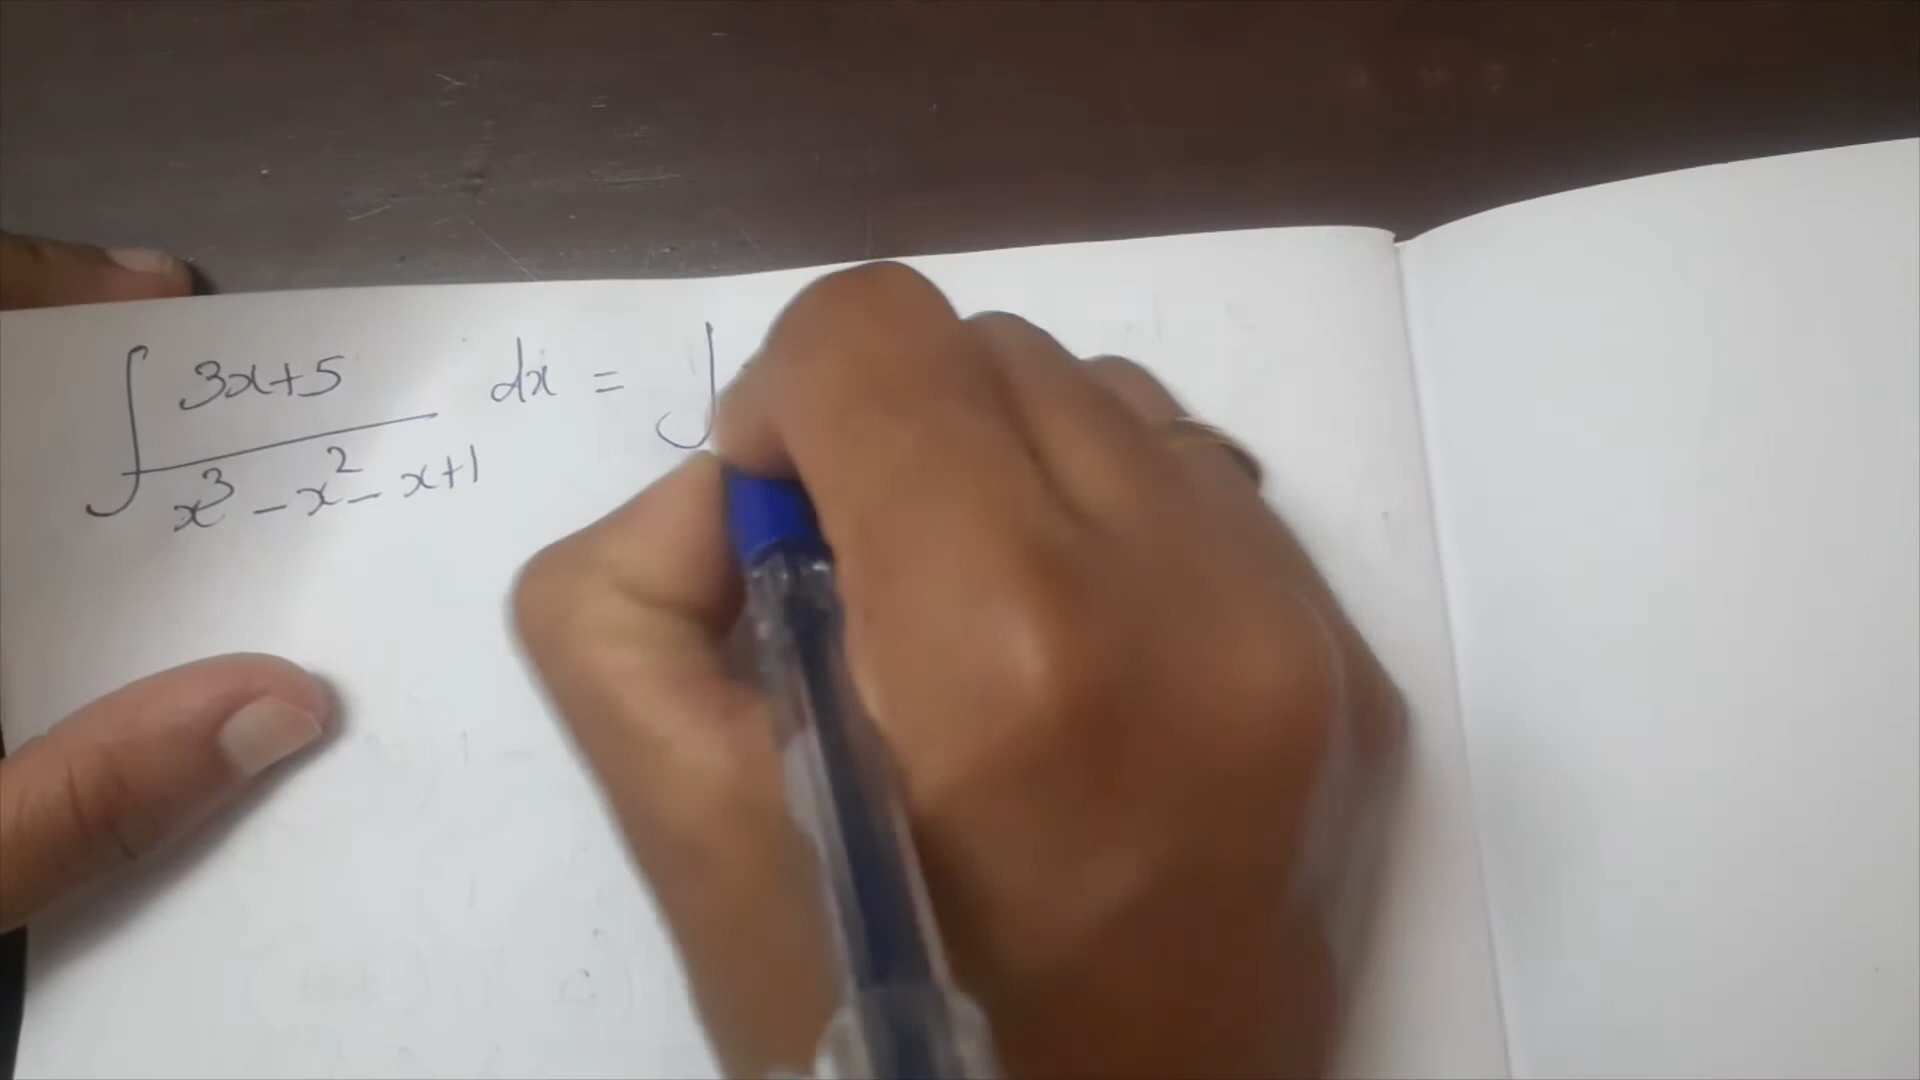 ∫ (3x+5)/(x³ - x² - x+1) dx = ∫